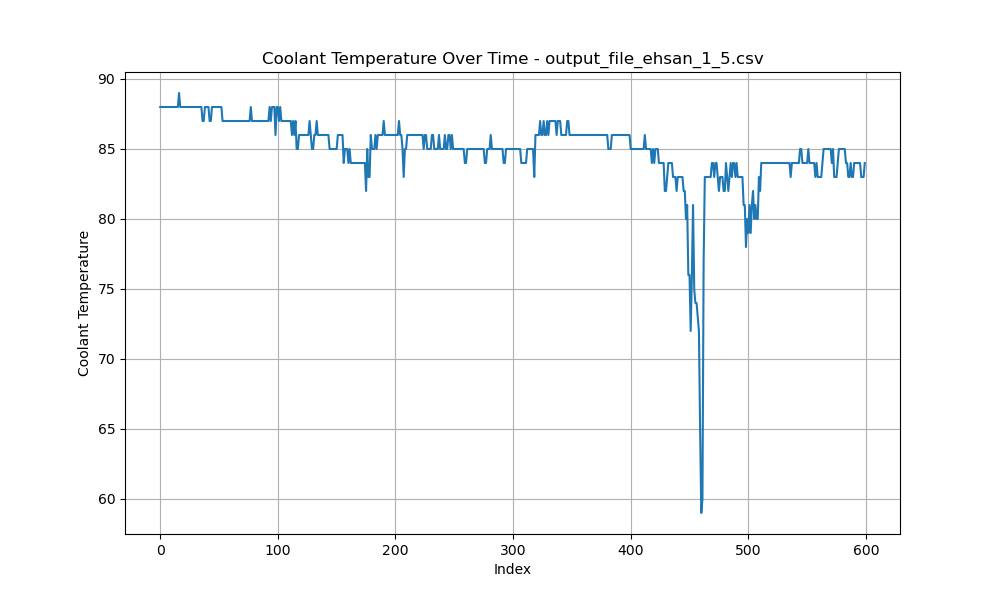 Coolant Temperature Over Time - output_file_ehsan_1_5.csv
90
85
80
75
70
65
60
Coolant Temperature
0 100 200 300 400 500 600
Index